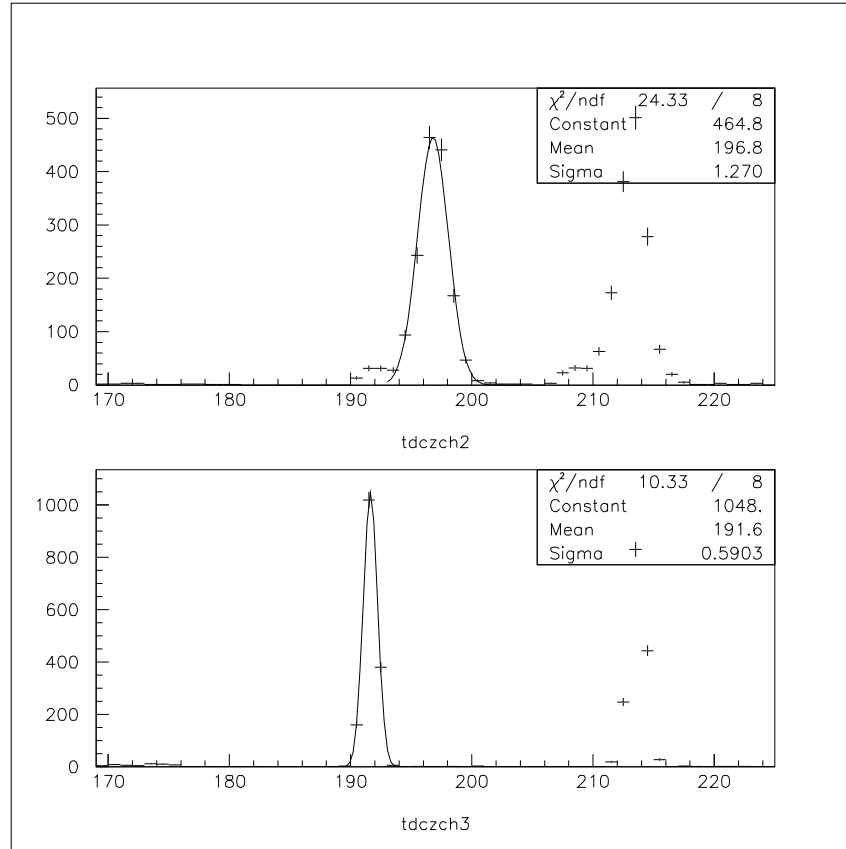 χ²/ndf 24.33 / 8
Constant 464.8
Mean 196.8
Sigma 1.270
500
400
300
200
100
0
170 180 190 200 210 220
tdczch2
χ²/ndf 10.33 / 8
Constant 1048.
Mean 191.6
Sigma 0.5903
1000
800
600
400
200
0
170 180 190 200 210 220
tdczch3